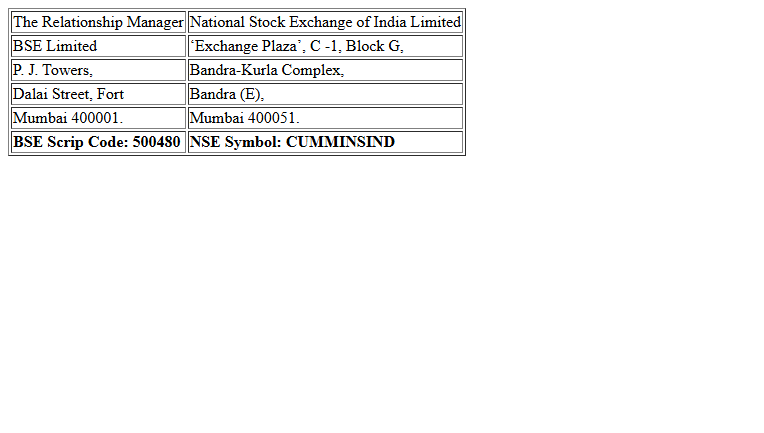 The Relationship Manager National Stock Exchange of India Limited
BSE Limited ‘Exchange Plaza’, C -1, Block G,
P. J. Towers, Bandra-Kurla Complex,
Dalai Street, Fort Bandra (E),
Mumbai 400001. Mumbai 400051.
BSE Scrip Code: 500480 NSE Symbol: CUMMINSIND